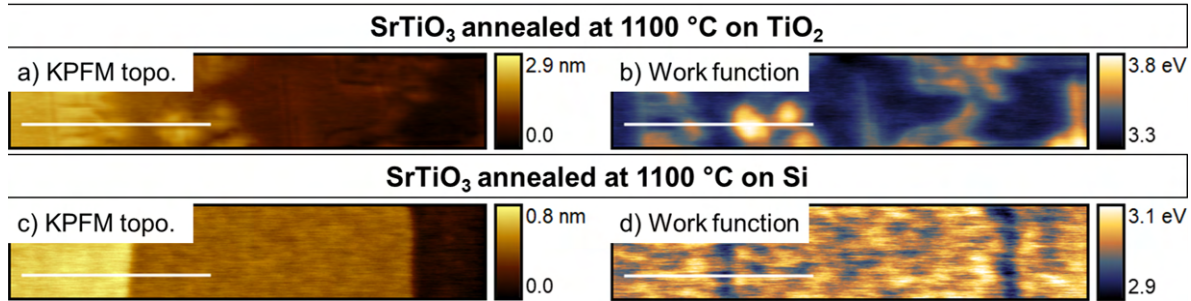 SrTiO₃ annealed at 1100 °C on TiO₂
a) KPFM topo.
2.9 nm
0.0
b) Work function
3.8 eV
3.3
SrTiO₃ annealed at 1100 °C on Si
c) KPFM topo.
0.8 nm
0.0
d) Work function
3.1 eV
2.9